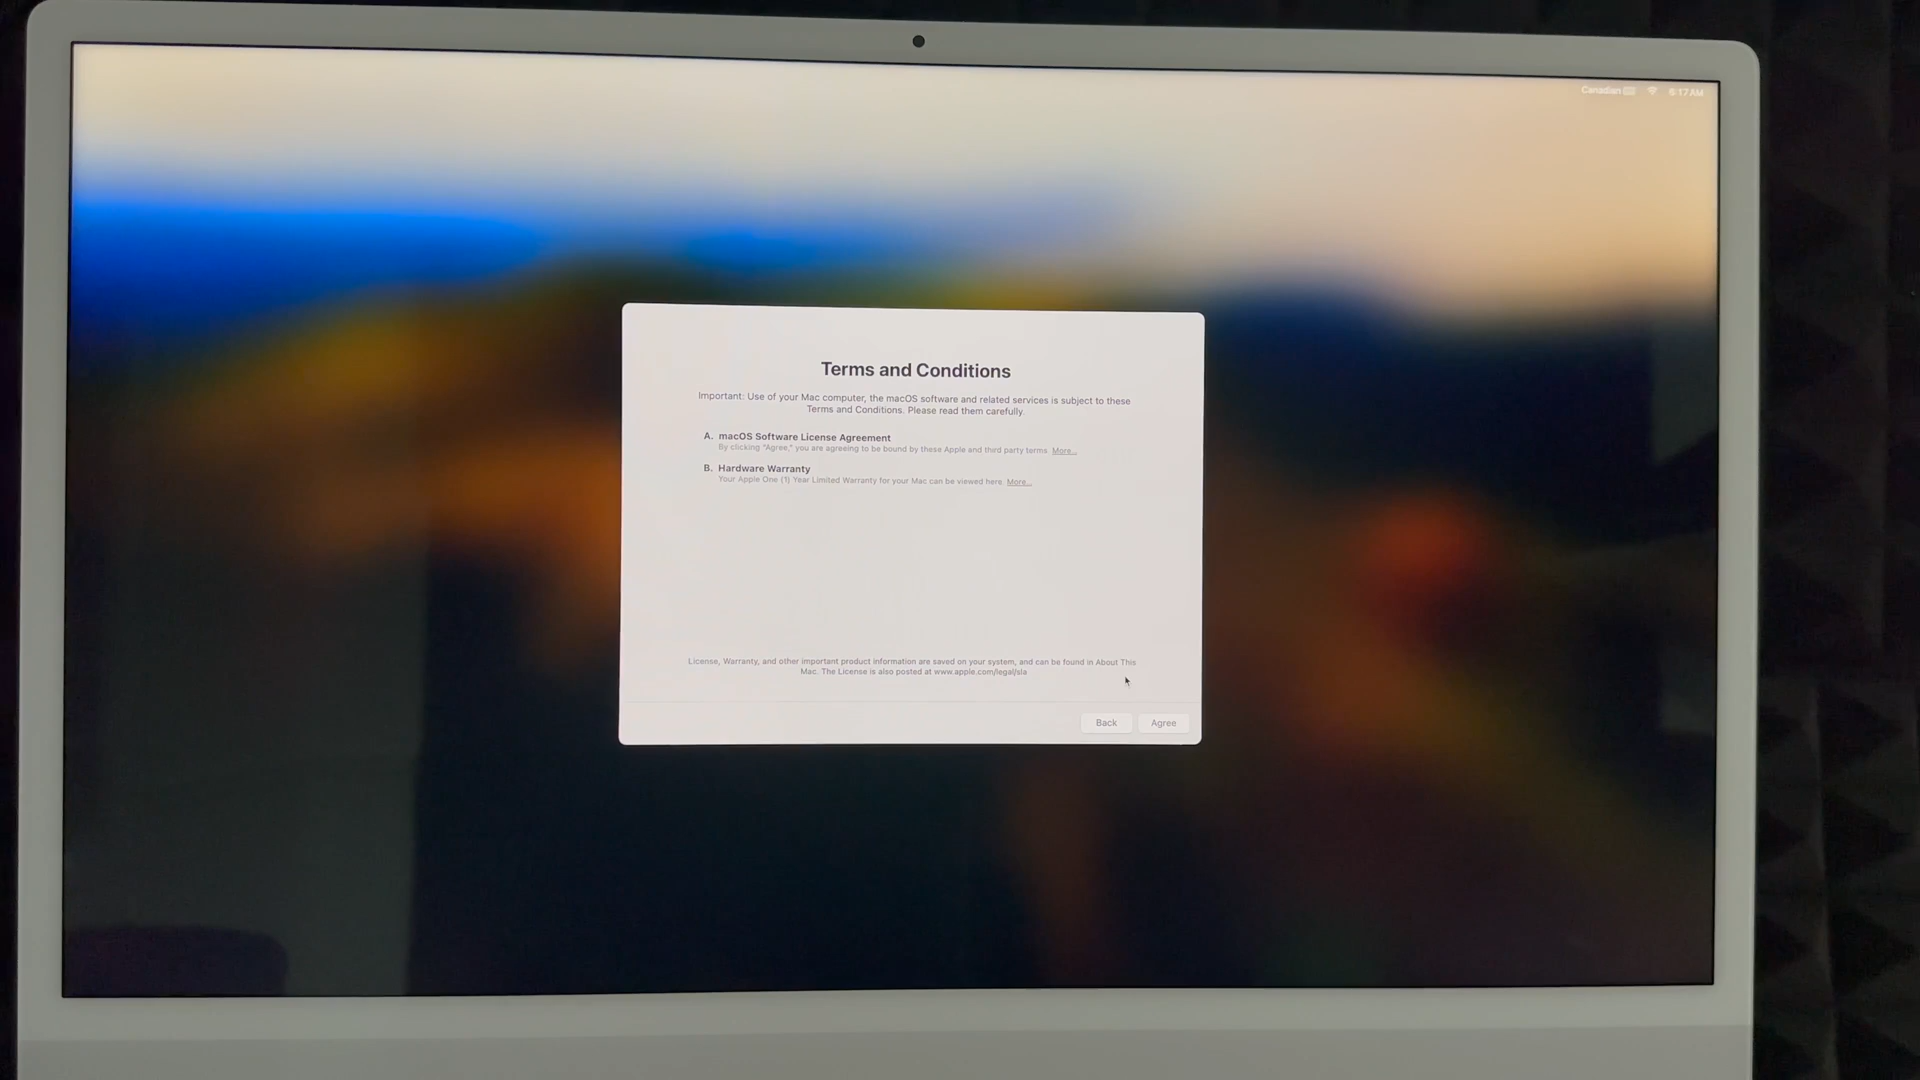 Canadian 6:17 AM
Terms and Conditions
Important: Use of your Mac computer, the macOS software and related services is subject to these
Terms and Conditions. Please read them carefully.
A. macOS Software License Agreement
By clicking "Agree," you are agreeing to be bound by these Apple and third party terms. More...
B. Hardware Warranty
Your Apple One (1) Year Limited Warranty for your Mac can be viewed here. More...
License, Warranty, and other important product information are saved on your system, and can be found in About This
Mac. The License is also posted at www.apple.com/legal/sla
Back Agree